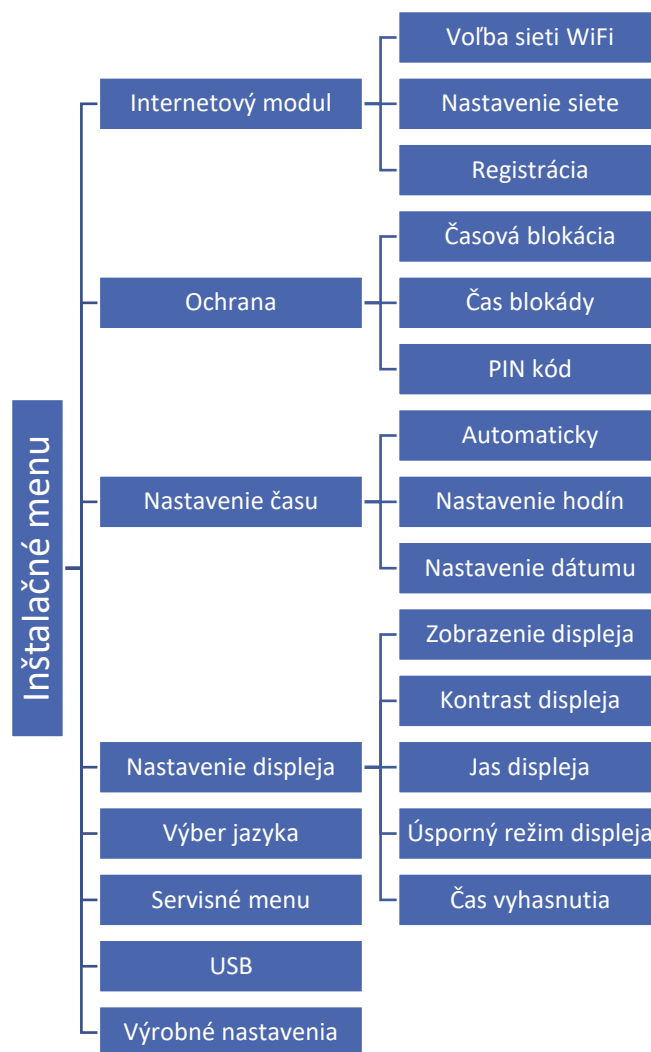 Inštalačné menu
Internetový modul
Voľba sieti WiFi
Nastavenie siete
Registrácia
Ochrana
Časová blokácia
Čas blokády
PIN kód
Nastavenie času
Automaticky
Nastavenie hodín
Nastavenie dátumu
Nastavenie displeja
Zobrazenie displeja
Kontrast displeja
Jas displeja
Úsporný režim displeja
Čas vyhasnutia
Výber jazyka
Servisné menu
USB
Výrobné nastavenia